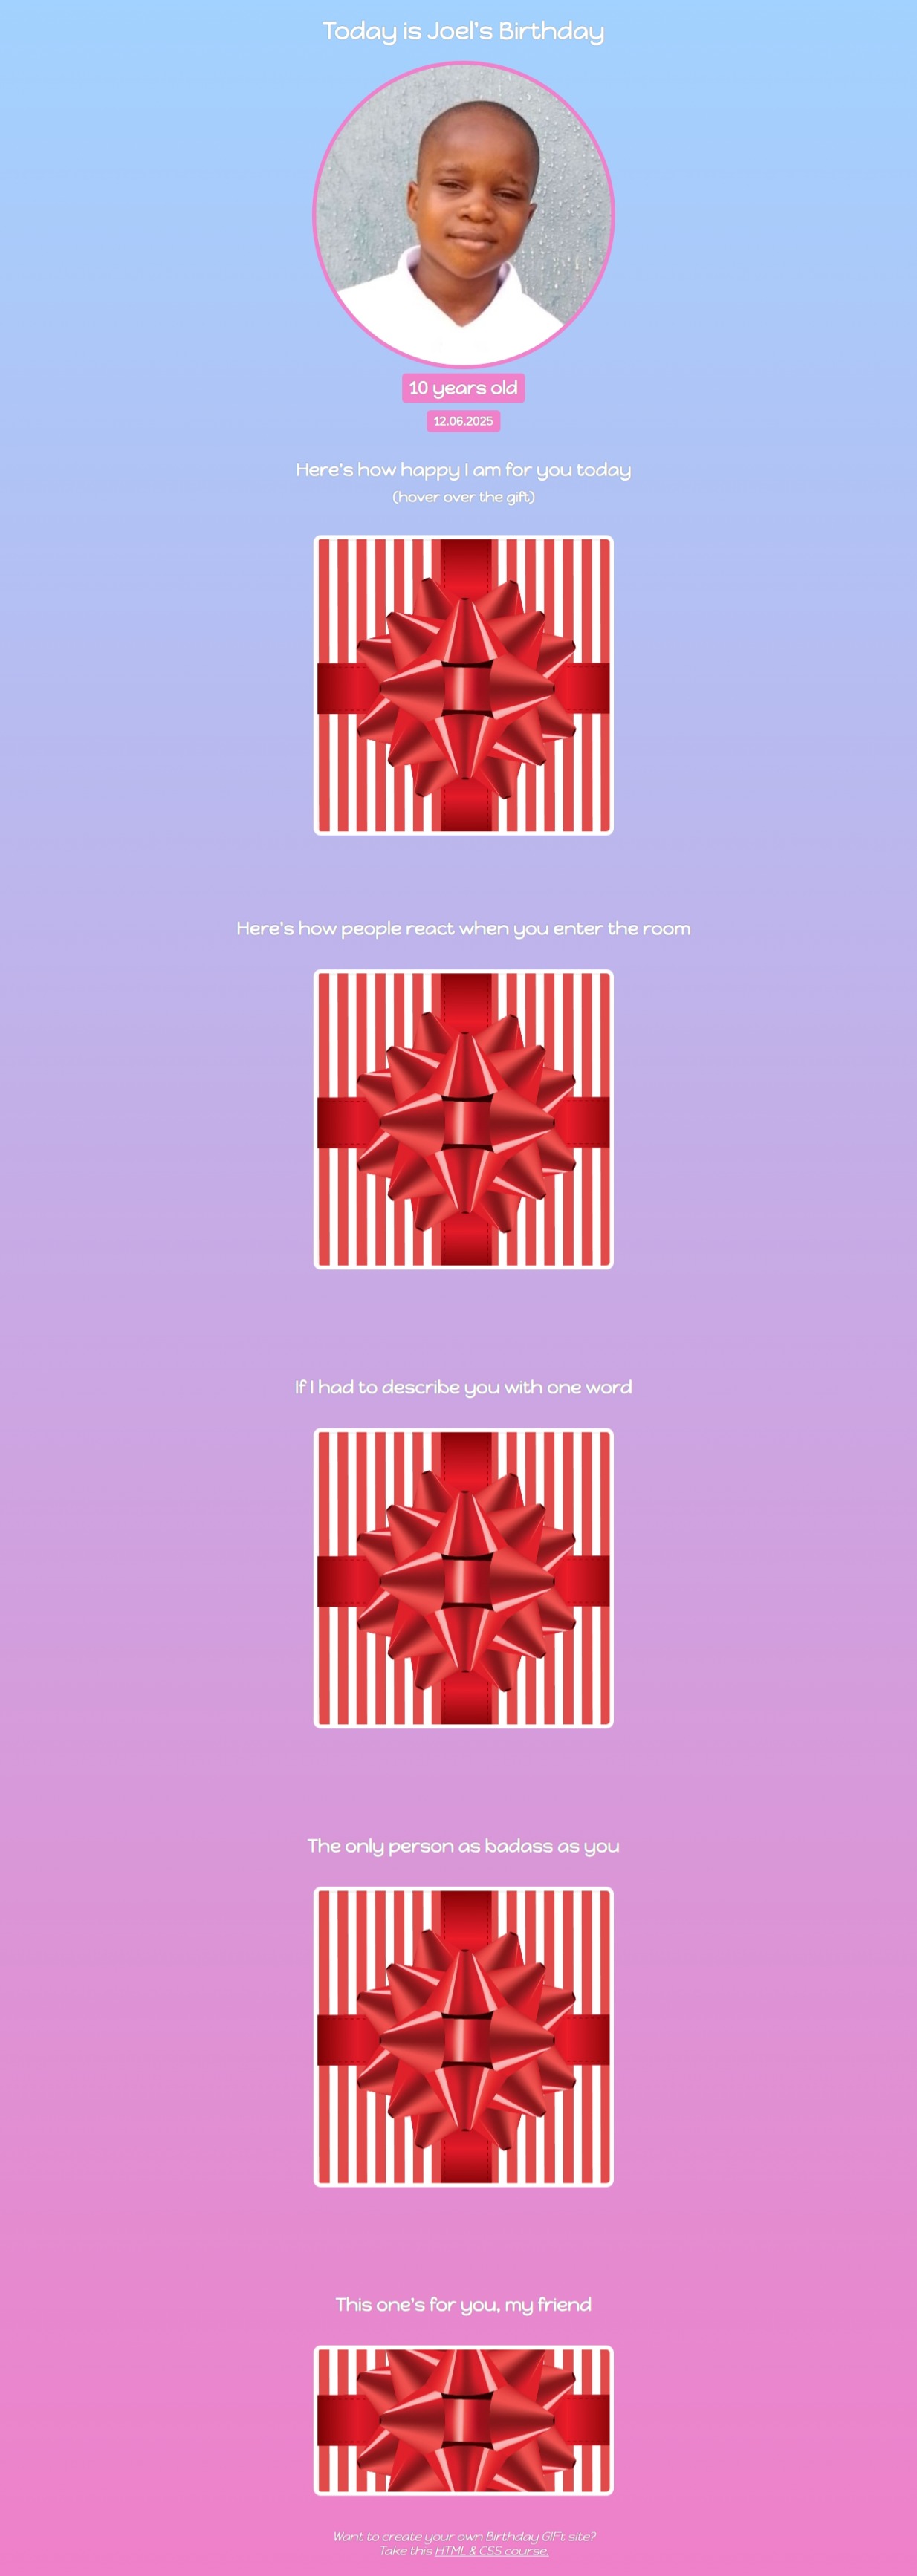 Today is Joel's Birthday
10 years old
12.06.2025
Here's how happy I am for you today
(hover over the gift)
Here's how people react when you enter the room
If I had to describe you with one word
The only person as badass as you
This one's for you, my friend
Want to create your own Birthday GIFt site?
Take this HTML & CSS course.